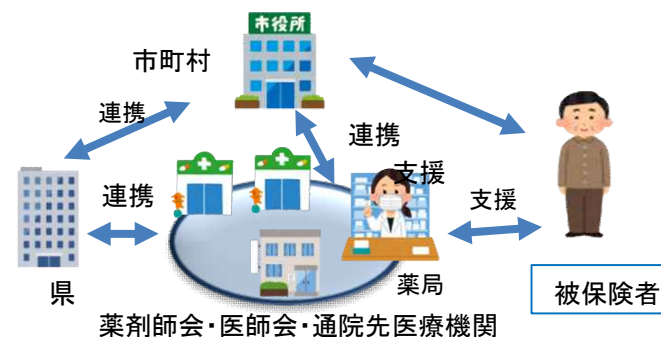 市役所
市町村
連携
連携
支援
連携
支援
県
薬局
被保険者
薬剤師会・医師会・通院先医療機関